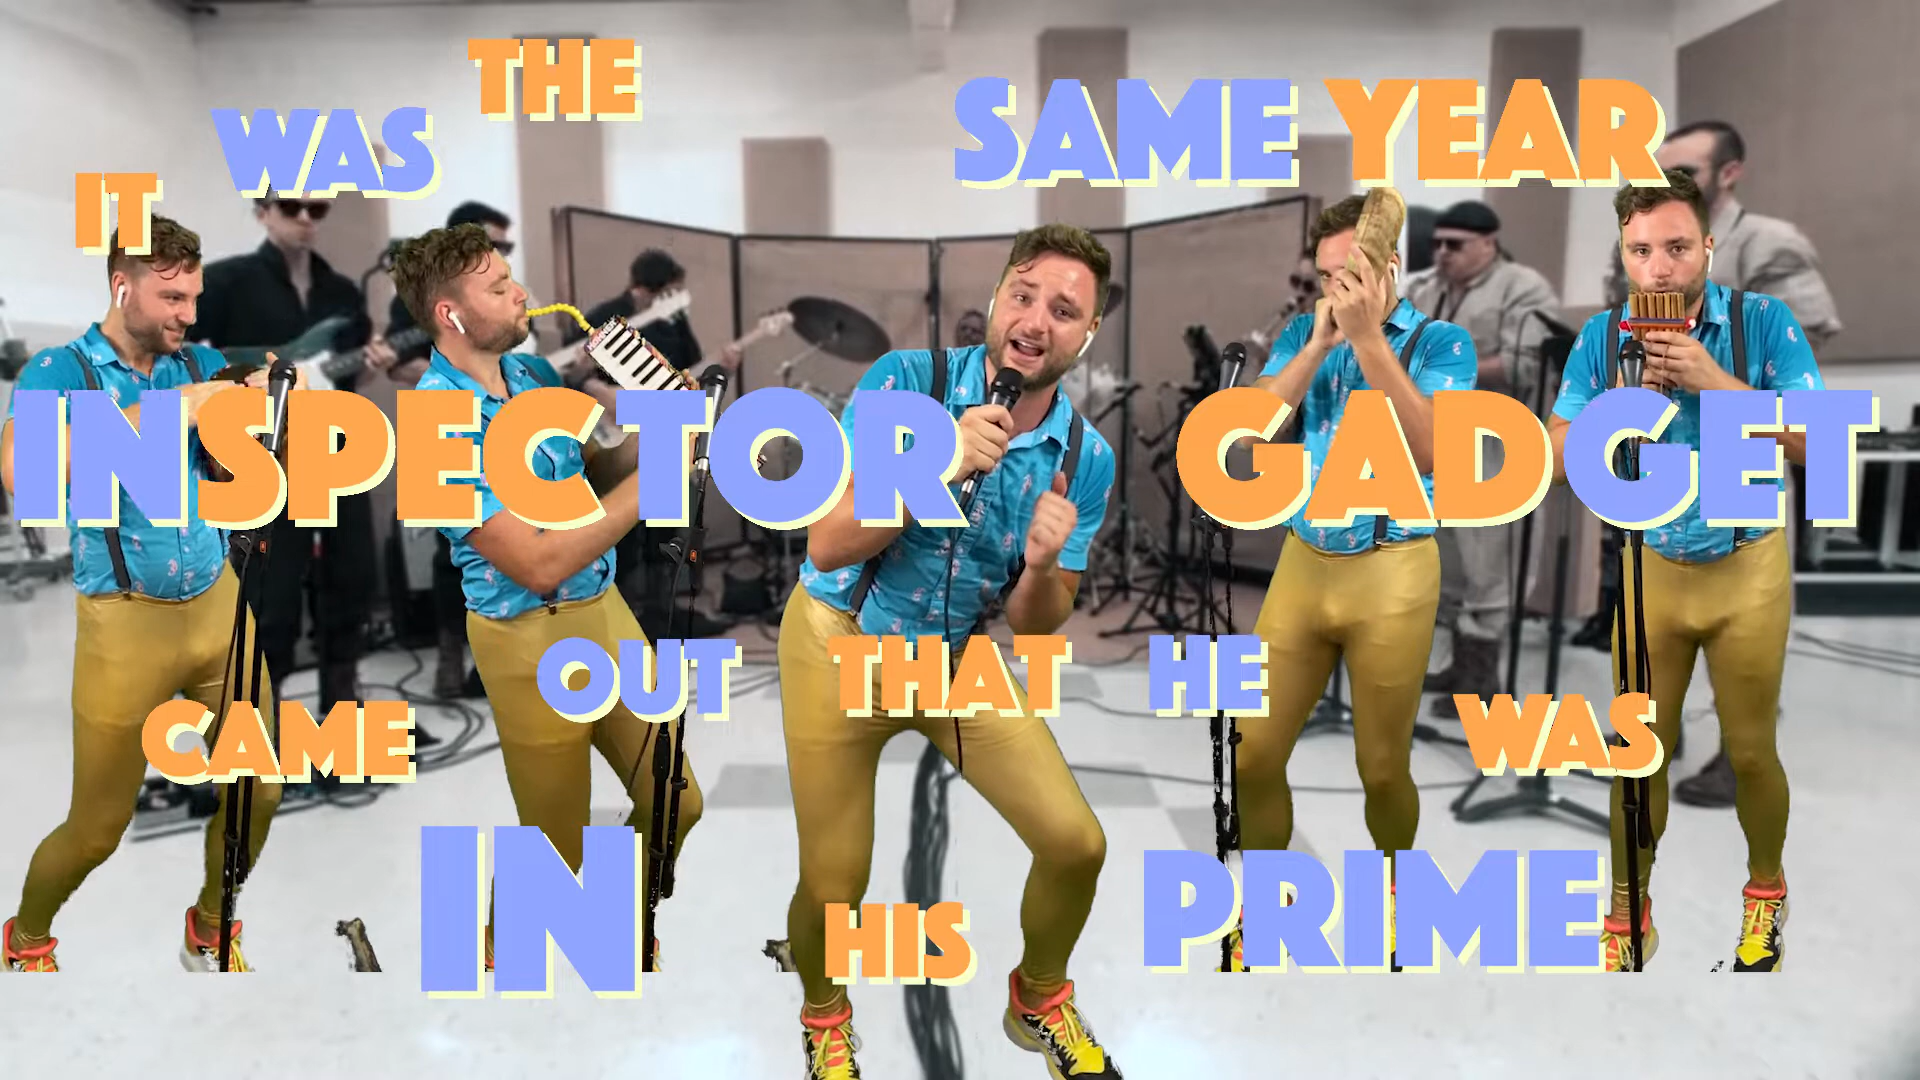 IT WAS THE SAME YEAR
INSPECTOR GADGET
CAME OUT THAT HE WAS
IN HIS PRIME